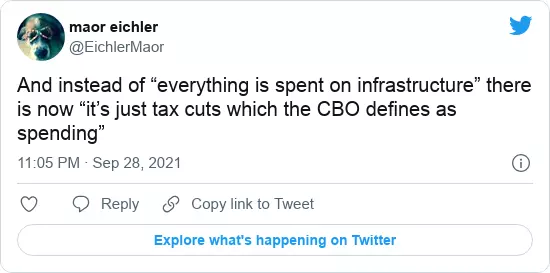 maor eichler
@EichlerMaor
And instead of “everything is spent on infrastructure” there
is now “it’s just tax cuts which the CBO defines as
spending”
11:05 PM · Sep 28, 2021
Reply
Copy link to Tweet
Explore what's happening on Twitter